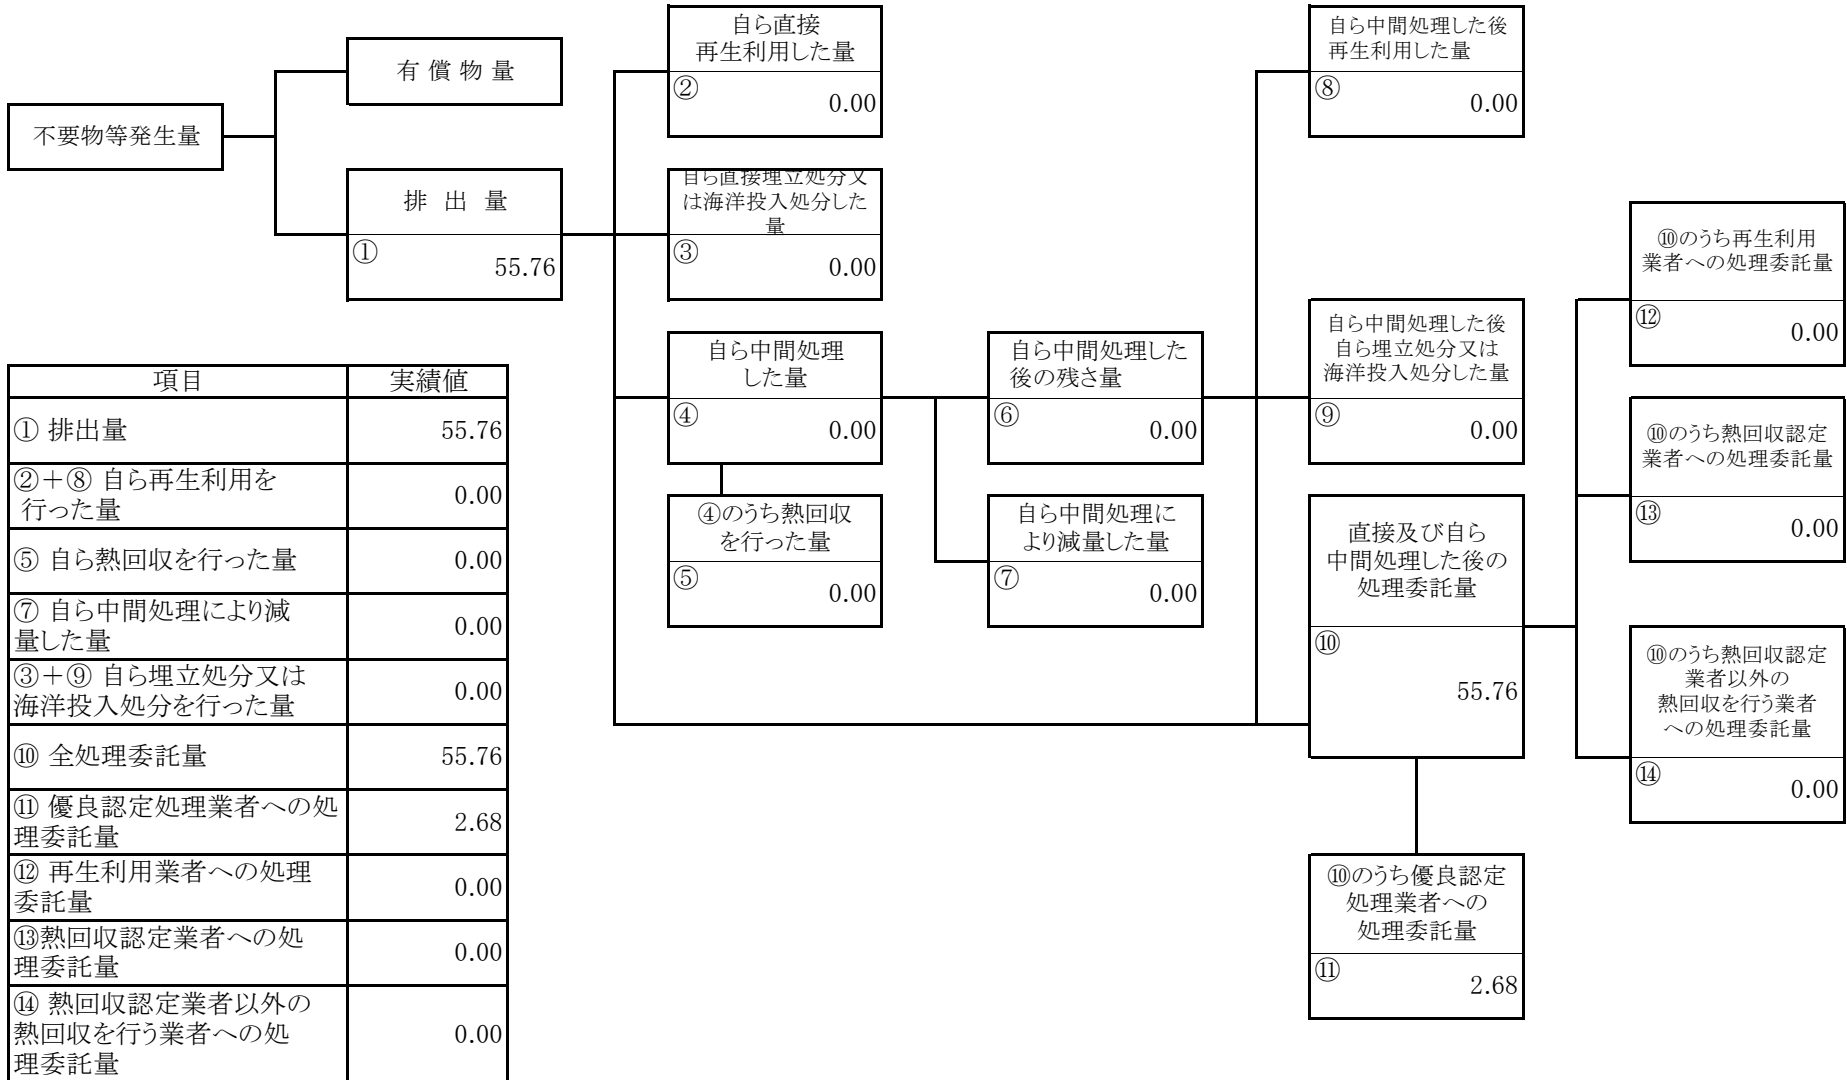 不要物等発生量
有 償 物 量
排 出 量
①
55.76
自ら直接
再生利用した量
②
0.00
自ら直接埋立処分又
は海洋投入処分した
量
③
0.00
自ら中間処理
した量
④
0.00
④のうち熱回収
を行った量
⑤
0.00
自ら中間処理した
後の残さ量
⑥
0.00
自ら中間処理に
より減量した量
⑦
0.00
自ら中間処理した後
再生利用した量
⑧
0.00
自ら中間処理した後
自ら埋立処分又は
海洋投入処分した量
⑨
0.00
直接及び自ら
中間処理した後の
処理委託量
⑩
55.76
⑩のうち優良認定
処理業者への
処理委託量
⑪
2.68
⑩のうち再生利用
業者への処理委託量
⑫
0.00
⑩のうち熱回収認定
業者への処理委託量
⑬
0.00
⑩のうち熱回収認定
業者以外の
熱回収を行う業者
への処理委託量
⑭
0.00
項目 実績値
① 排出量 55.76
②＋⑧ 自ら再生利用を
行った量 0.00
⑤ 自ら熱回収を行った量 0.00
⑦ 自ら中間処理により減
量した量 0.00
③＋⑨ 自ら埋立処分又は
海洋投入処分を行った量 0.00
⑩ 全処理委託量 55.76
⑪ 優良認定処理業者への処
理委託量 2.68
⑫ 再生利用業者への処理
委託量 0.00
⑬熱回収認定業者への処
理委託量 0.00
⑭ 熱回収認定業者以外の
熱回収を行う業者への処 0.00
理委託量